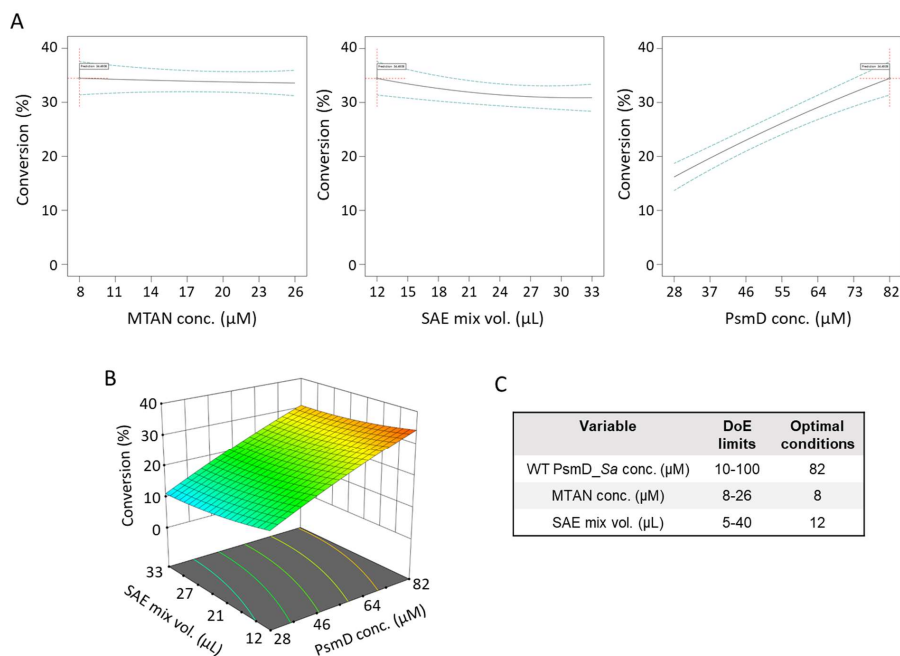 A
40
30
20
10
0
Conversion (%)
8 11 14 17 20 23 26
MTAN conc. (µM)
40
30
20
10
0
Conversion (%)
12 15 18 21 24 27 30 33
SAE mix vol. (µL)
40
30
20
10
0
Conversion (%)
28 37 46 55 64 73 82
PsmD conc. (µM)
B
40
30
20
10
0
Conversion (%)
33
27
21
12
SAE mix vol. (µL)
28
46
64
82
PsmD conc. (µM)
C
Variable DoE limits Optimal conditions
WT PsmD_Sa conc. (µM) 10-100 82
MTAN conc. (µM) 8-26 8
SAE mix vol. (µL) 5-40 12